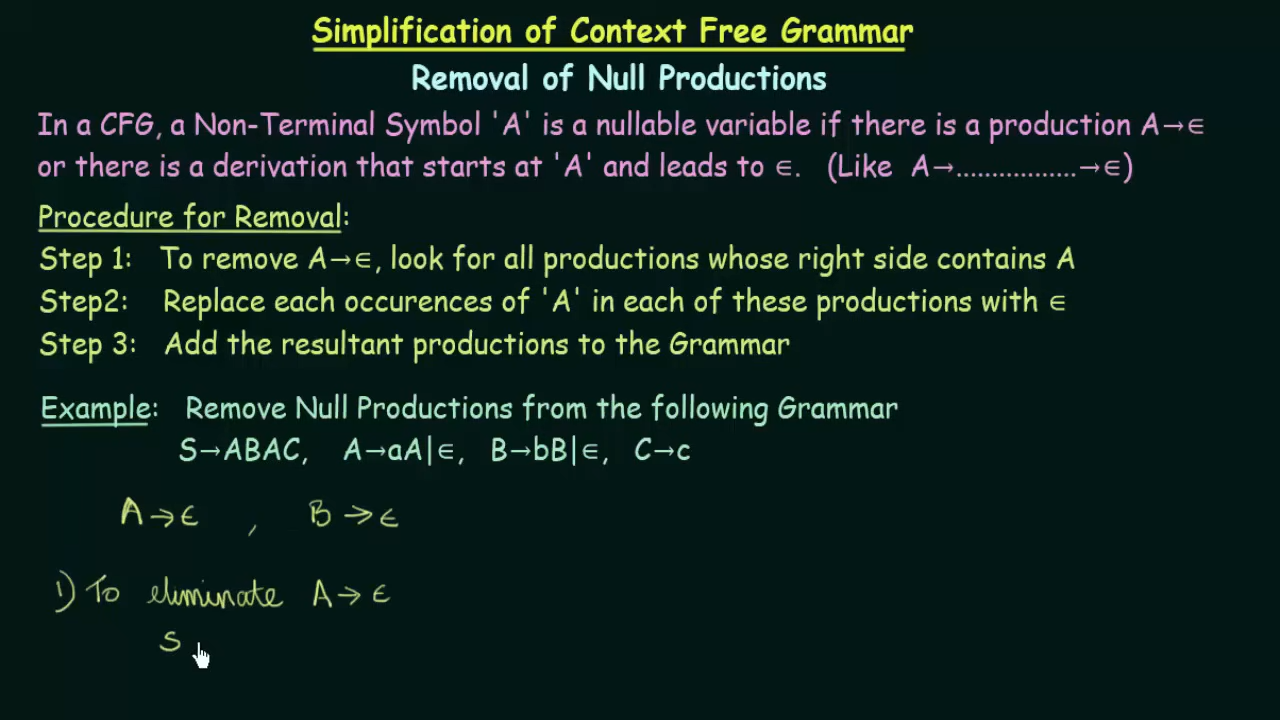 Simplification of Context Free Grammar
Removal of Null Productions
In a CFG, a Non-Terminal Symbol 'A' is a nullable variable if there is a production A→∈
or there is a derivation that starts at 'A' and leads to ∈. (Like A→.................→∈)
Procedure for Removal:
Step 1: To remove A→∈, look for all productions whose right side contains A
Step2: Replace each occurences of 'A' in each of these productions with ∈
Step 3: Add the resultant productions to the Grammar
Example: Remove Null Productions from the following Grammar
S→ABAC, A→aA|∈, B→bB|∈, C→c
A→∈ , B→∈
1) To eliminate A→∈
S